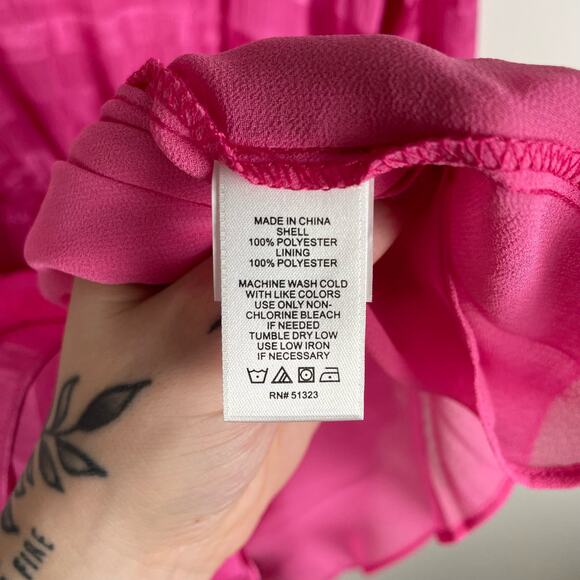 MADE IN CHINA
SHELL
100% POLYESTER
LINING
100% POLYESTER
MACHINE WASH COLD
WITH LIKE COLORS
USE ONLY NON-
CHLORINE BLEACH
IF NEEDED
TUMBLE DRY LOW
USE LOW IRON
IF NECESSARY
RN# 51323
FIRE